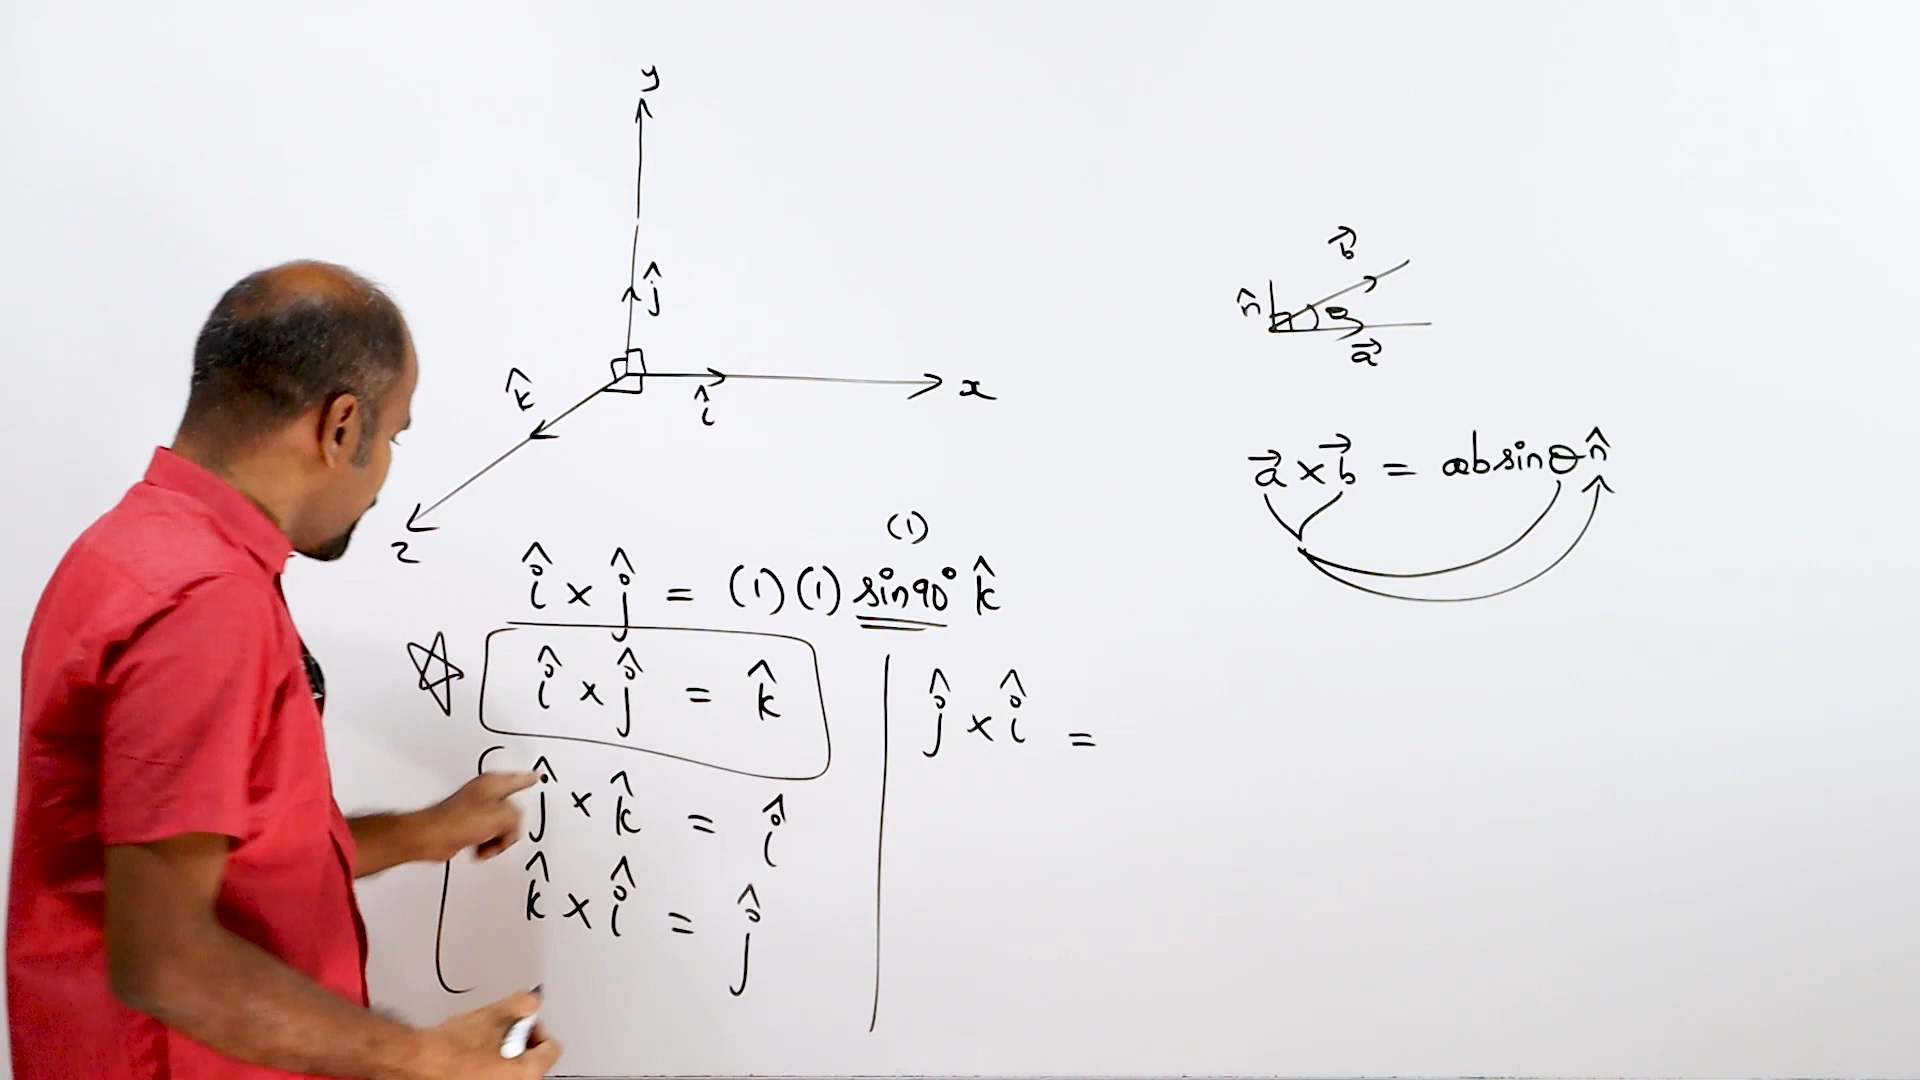 y
ĵ
k̂
î
x
z
b⃗
n̂ θ
a⃗
a⃗ × b⃗ = ab sinθ n̂
(1)
î × ĵ = (1)(1) sin90° k̂
î × ĵ = k̂
ĵ × î =
ĵ × k̂ = î
k̂ × î = ĵ